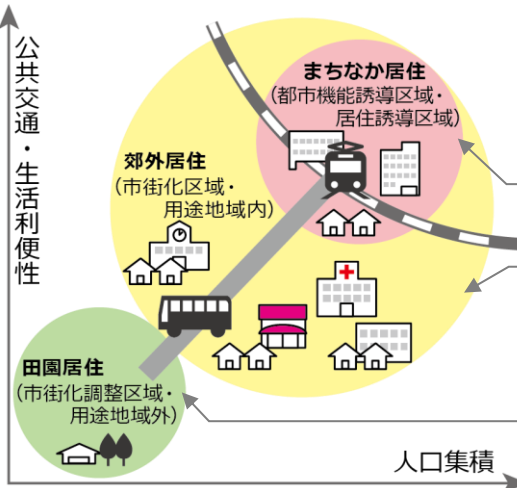 公共交通・生活利便性
まちなか居住
(都市機能誘導区域・
居住誘導区域)
郊外居住
(市街化区域・
用途地域内)
田園居住
(市街化調整区域・
用途地域外)
人口集積